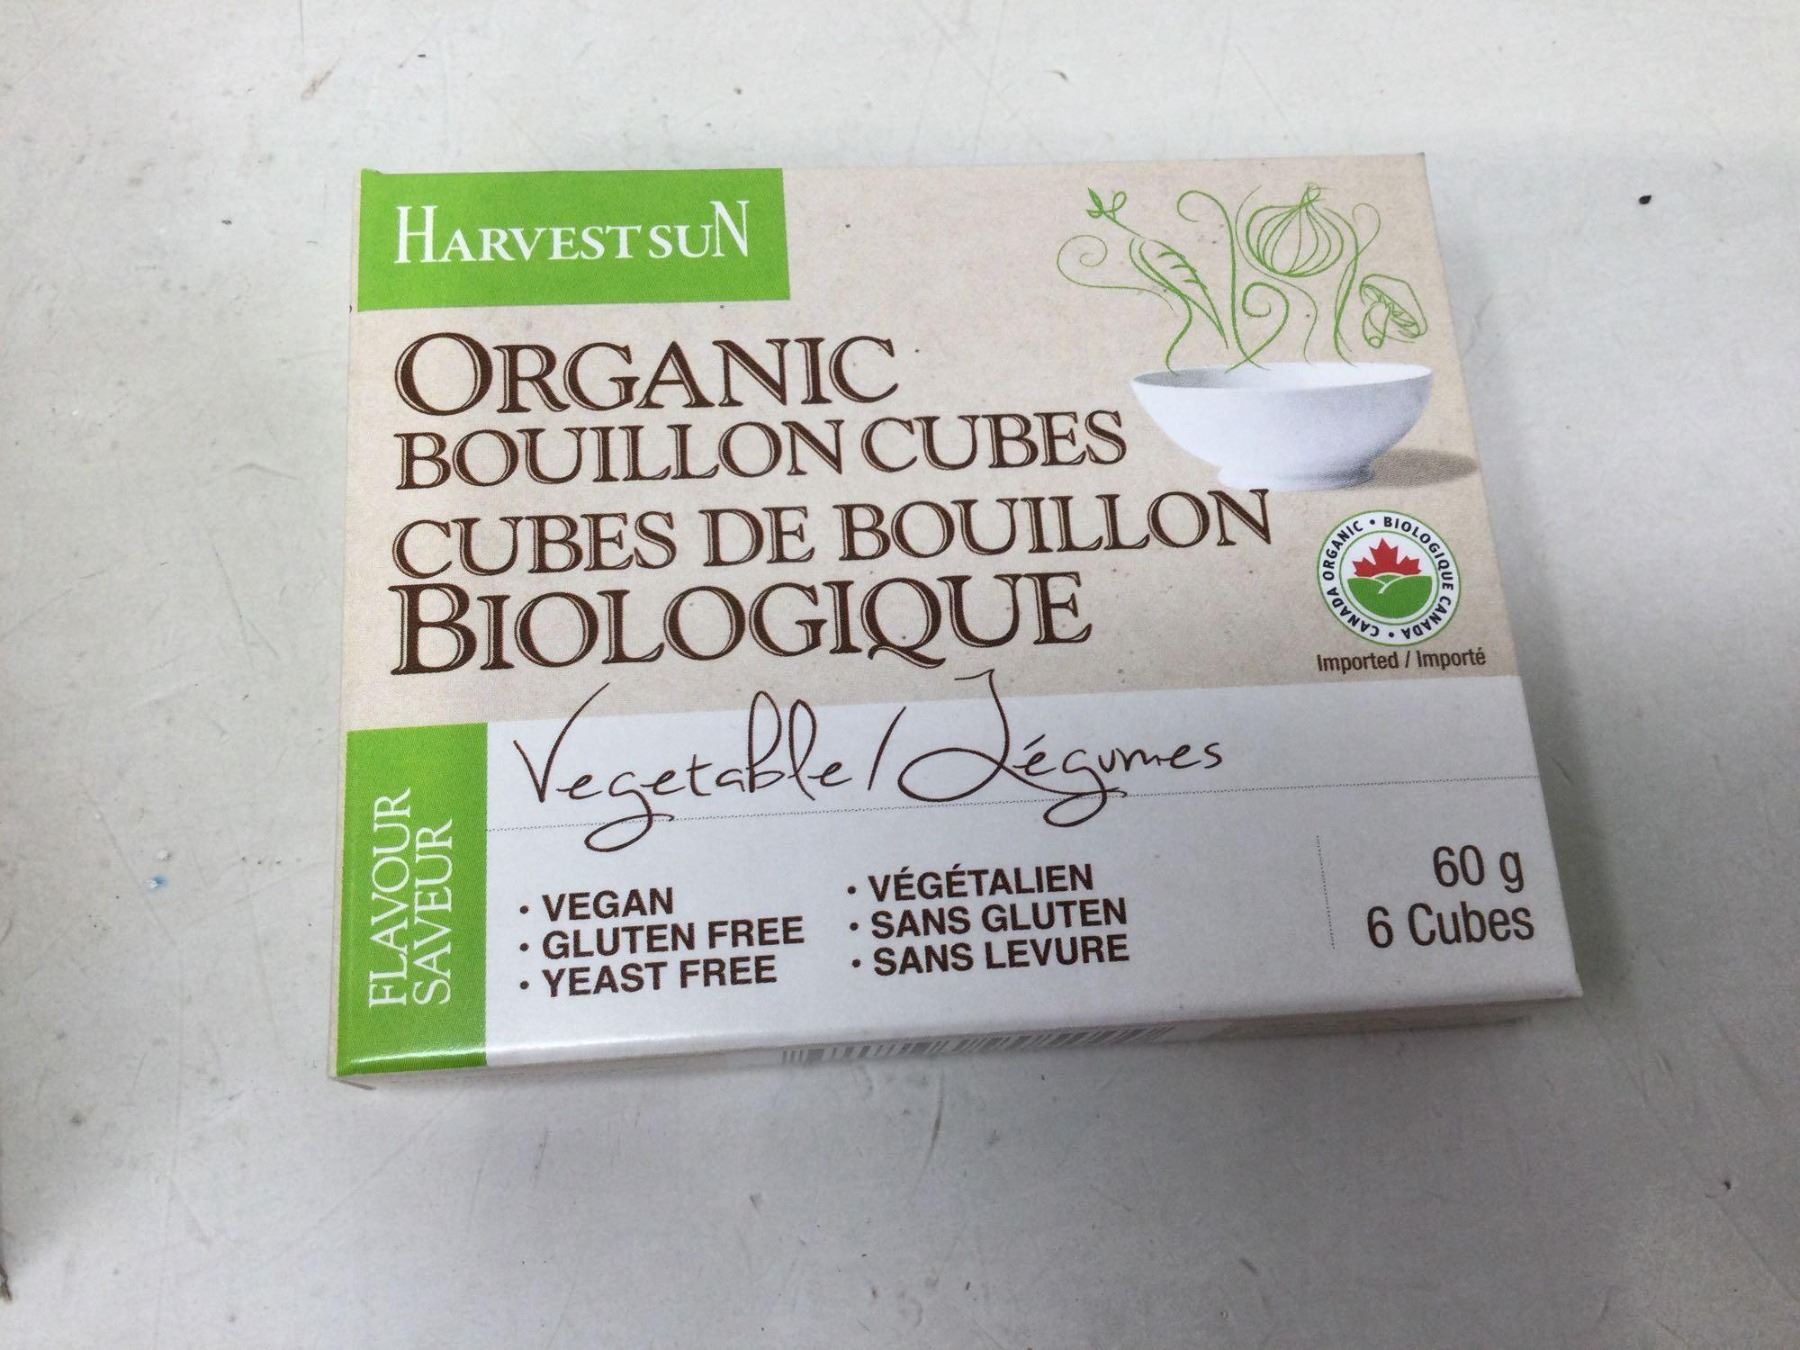 HARVEST SUN
ORGANIC
BOUILLON CUBES
CUBES DE BOUILLON
BIOLOGIQUE
CANADA ORGANIC • BIOLOGIQUE CANADA •
Imported / Importé
Vegetable / Légumes
FLAVOUR
SAVEUR
• VEGAN
• GLUTEN FREE
• YEAST FREE
• VÉGÉTALIEN
• SANS GLUTEN
• SANS LEVURE
60 g
6 Cubes